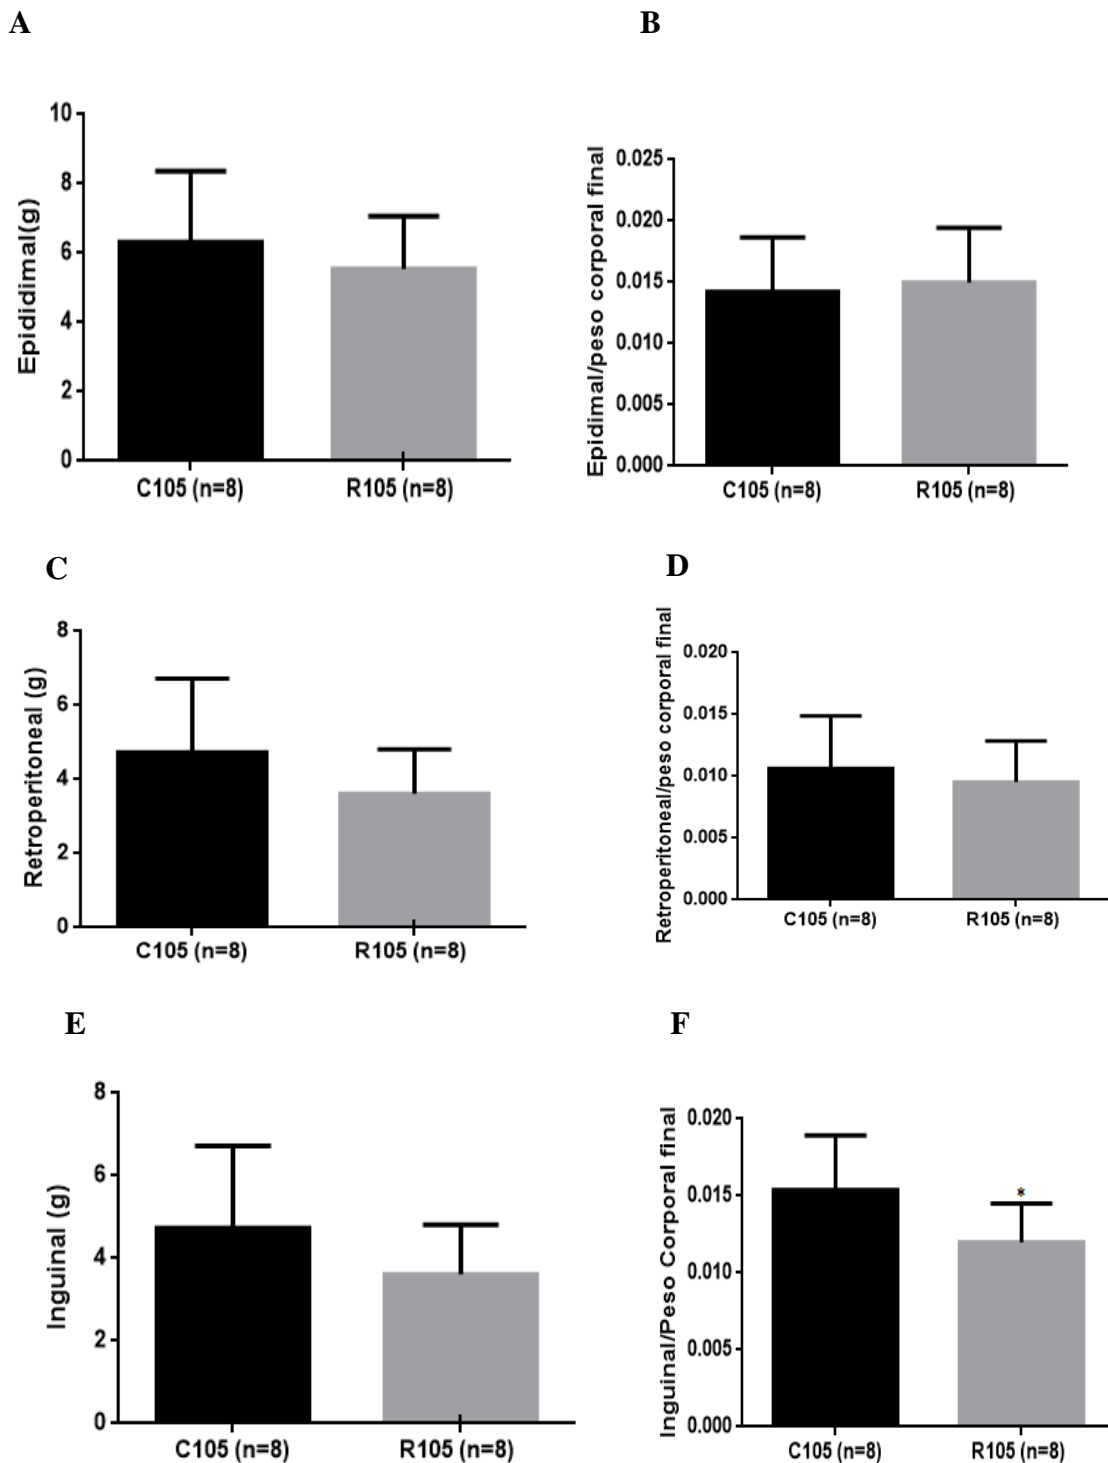 A
B
Epididimal(g)
10
8
6
4
2
0
C105 (n=8)
R105 (n=8)
Epidimal/peso corporal final
0.025
0.020
0.015
0.010
0.005
0.000
C105 (n=8)
R105 (n=8)
C
D
Retroperitoneal (g)
8
6
4
2
0
C105 (n=8)
R105 (n=8)
Retroperitoneal/peso corporal final
0.020
0.015
0.010
0.005
0.000
C105 (n=8)
R105 (n=8)
E
F
Inguinal (g)
8
6
4
2
0
C105 (n=8)
R105 (n=8)
Inguinal/Peso Corporal final
0.020
0.015
0.010
0.005
0.000
*
C105 (n=8)
R105 (n=8)